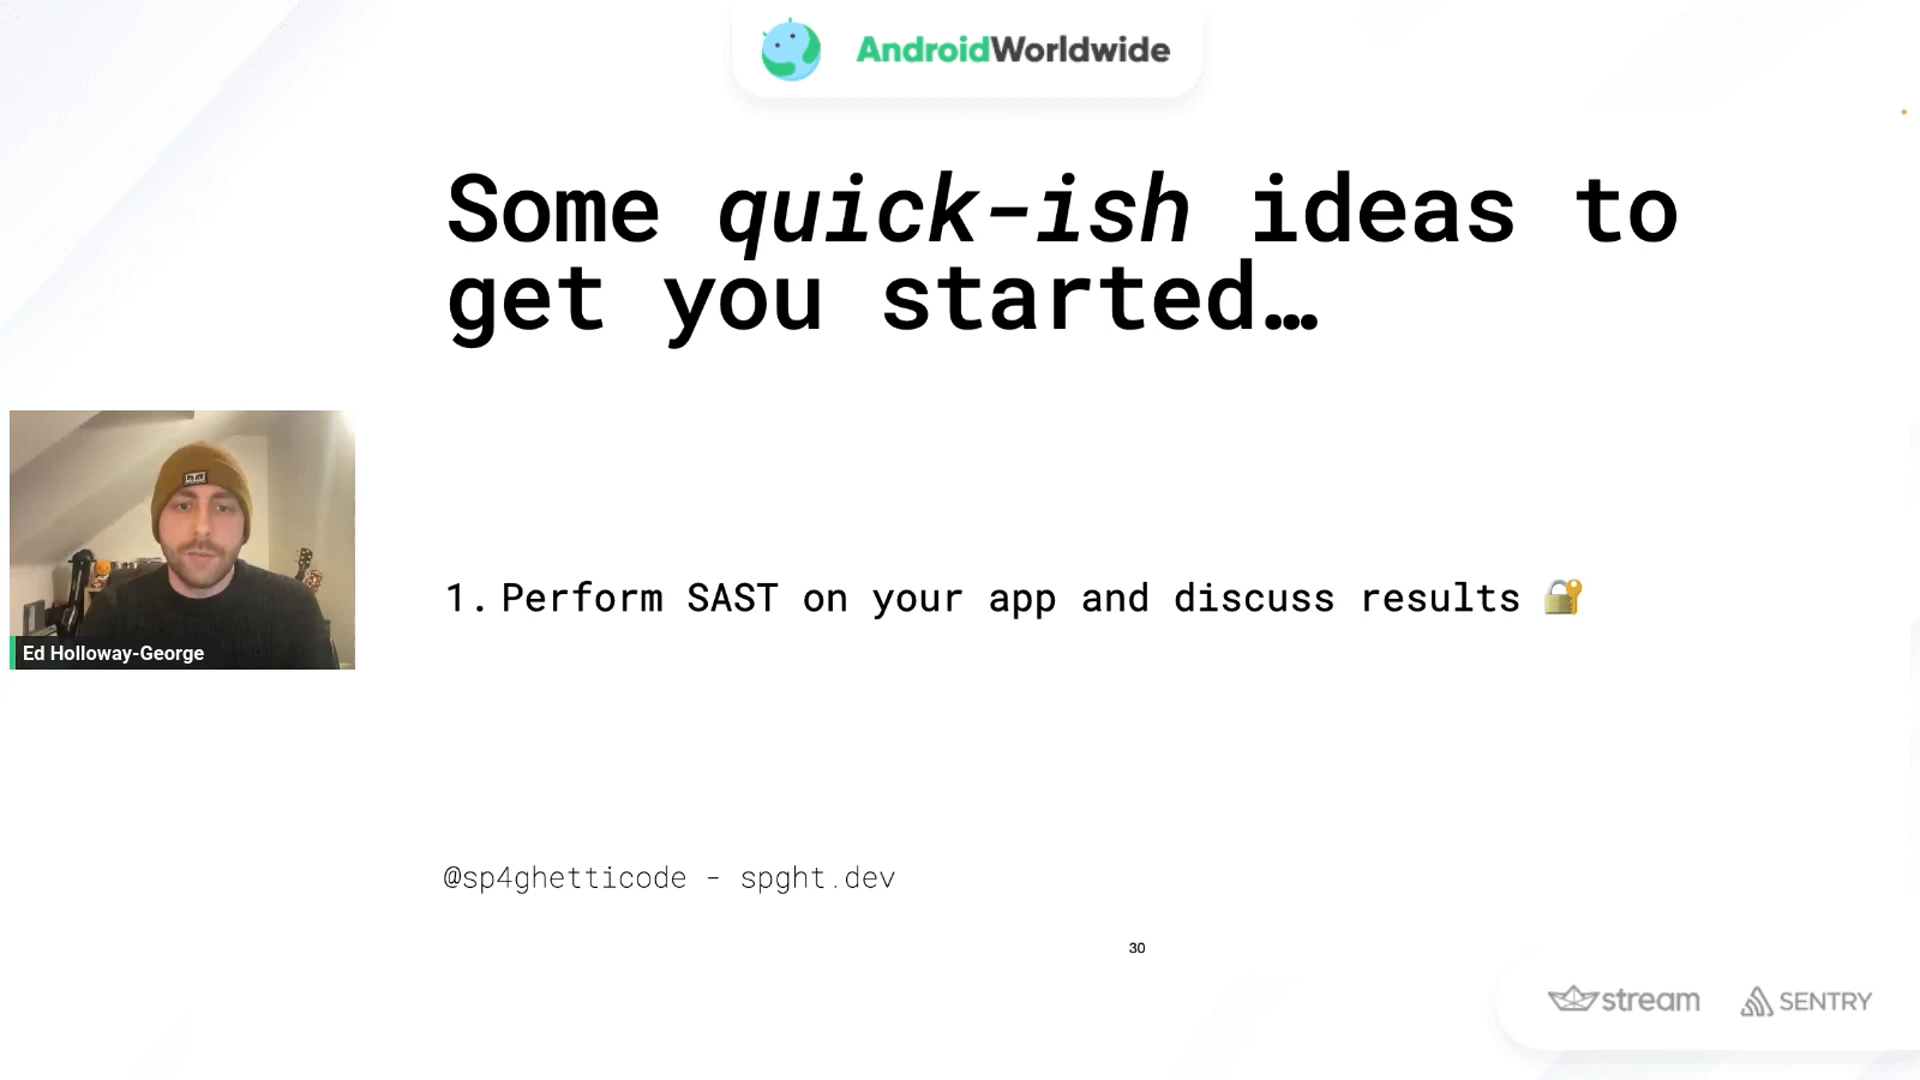 AndroidWorldwide
Some quick-ish ideas to
get you started…
1. Perform SAST on your app and discuss results
Ed Holloway-George
@sp4ghetticode - spght.dev
30
stream
SENTRY